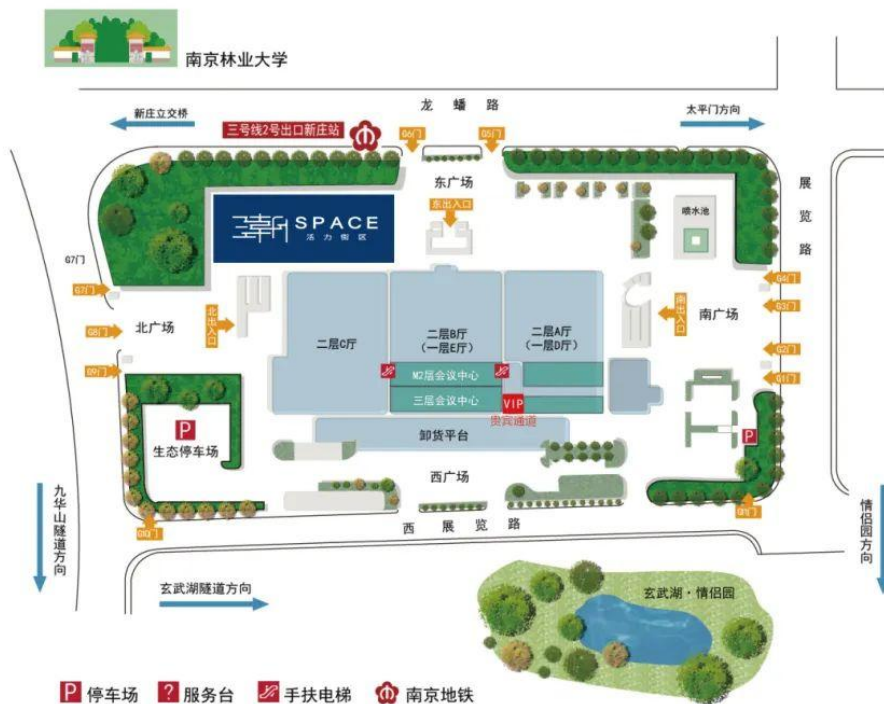 南京林业大学
龙蟠路
新庄立交桥
太平门方向
三号线2号出口新庄站
G6门
G5门
东广场
展览路
东出入口
喷水池
SPACE
活力街区
G7门
G7门
G4门
北广场
北出入口
南出入口
南广场
G3门
G8门
二层C厅
二层B厅
(一层E厅)
二层A厅
(一层D厅)
G2门
G9门
M2层会议中心
G1门
三层会议中心
VIP
贵宾通道
P
生态停车场
卸货平台
P
西广场
九华山隧道方向
情侣园方向
G10门
西展览路
玄武湖隧道方向
玄武湖·情侣园
P 停车场
? 服务台
手扶电梯
南京地铁